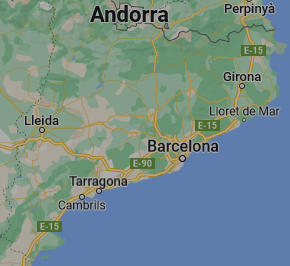 Perpinyà
Andorra
E-15
Girona
Lloret de Mar
Lleida
E-15
Barcelona
E-90
Tarragona
Cambrils
E-15